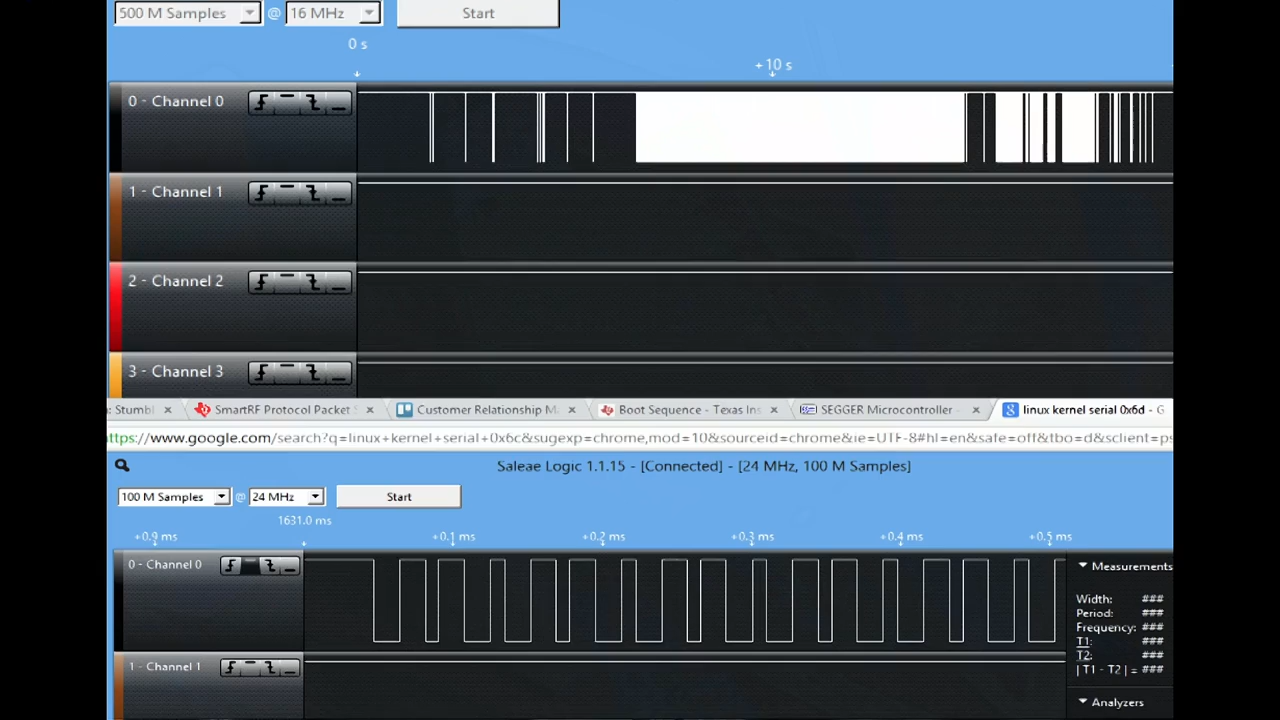 500 M Samples @ 16 MHz Start
0 s
+10 s
0 - Channel 0
1 - Channel 1
2 - Channel 2
3 - Channel 3
: Stumbl × SmartRF Protocol Packet × Customer Relationship M × Boot Sequence - Texas Ins × SEGGER Microcontroller × linux kernel serial 0x6d - G
https://www.google.com/search?q=linux+kernel+serial+0x6c&sugexp=chrome,mod=10&sourceid=chrome&ie=UTF-8#hl=en&safe=off&tbo=d&sclient=ps
Saleae Logic 1.1.15 - [Connected] - [24 MHz, 100 M Samples]
100 M Samples @ 24 MHz Start
1631.0 ms
+0.9 ms +0.1 ms +0.2 ms +0.3 ms +0.4 ms +0.5 ms
0 - Channel 0
Measurements
Width: ###
Period: ###
Frequency: ###
T1: ###
T2: ###
| T1 - T2 | = ###
1 - Channel 1
Analyzers